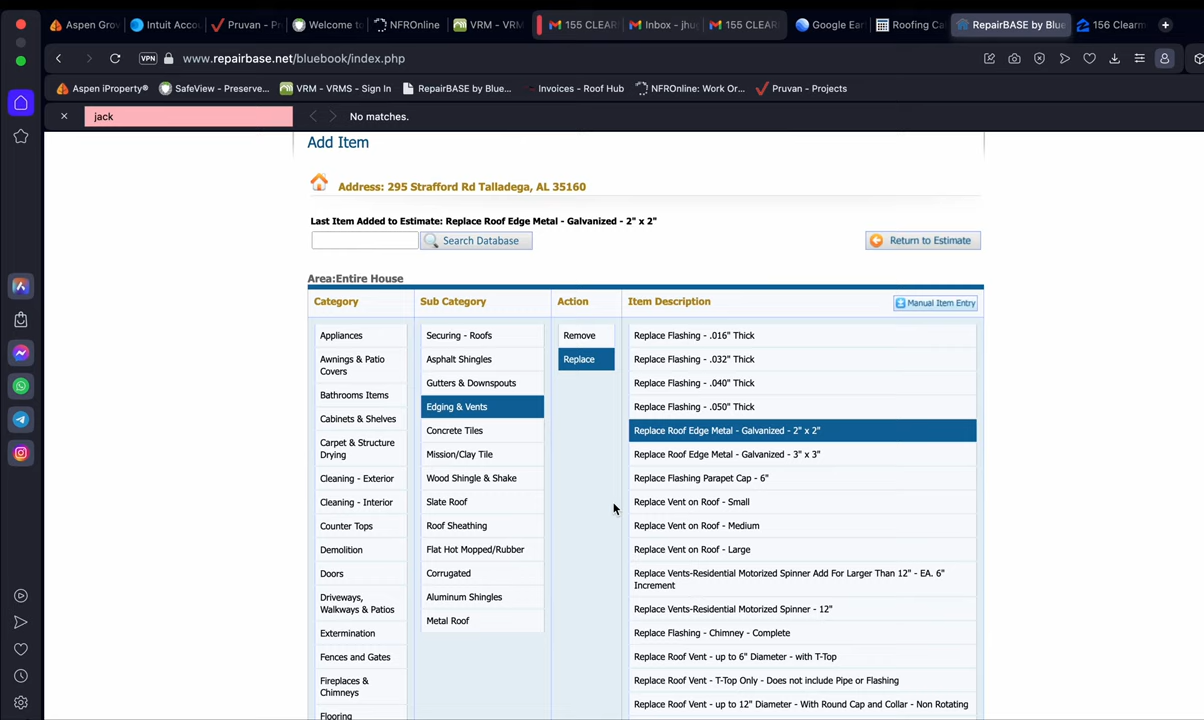 Aspen Grov
Intuit Acco
Pruvan - Pr
Welcome to
NFROnline
VRM - VRM
155 CLEAR
Inbox - jhu
155 CLEAR
Google Ear
Roofing Ca
RepairBASE by Blue
156 Clearm
VPN
www.repairbase.net/bluebook/index.php
Aspen iProperty®
SafeView - Preserve...
VRM - VRMS - Sign In
RepairBASE by Blue...
Invoices - Roof Hub
NFROnline: Work Or...
Pruvan - Projects
jack
No matches.
Add Item
Address: 295 Strafford Rd Talladega, AL 35160
Last Item Added to Estimate: Replace Roof Edge Metal - Galvanized - 2" x 2"
Search Database
Return to Estimate
Area:Entire House
Category
Sub Category
Action
Item Description
Manual Item Entry
Appliances
Awnings & Patio
Covers
Bathrooms Items
Cabinets & Shelves
Carpet & Structure
Drying
Cleaning - Exterior
Cleaning - Interior
Counter Tops
Demolition
Doors
Driveways,
Walkways & Patios
Extermination
Fences and Gates
Fireplaces &
Chimneys
Flooring
Securing - Roofs
Asphalt Shingles
Gutters & Downspouts
Edging & Vents
Concrete Tiles
Mission/Clay Tile
Wood Shingle & Shake
Slate Roof
Roof Sheathing
Flat Hot Mopped/Rubber
Corrugated
Aluminum Shingles
Metal Roof
Remove
Replace
Replace Flashing - .016" Thick
Replace Flashing - .032" Thick
Replace Flashing - .040" Thick
Replace Flashing - .050" Thick
Replace Roof Edge Metal - Galvanized - 2" x 2"
Replace Roof Edge Metal - Galvanized - 3" x 3"
Replace Flashing Parapet Cap - 6"
Replace Vent on Roof - Small
Replace Vent on Roof - Medium
Replace Vent on Roof - Large
Replace Vents-Residential Motorized Spinner Add For Larger Than 12" - EA. 6"
Increment
Replace Vents-Residential Motorized Spinner - 12"
Replace Flashing - Chimney - Complete
Replace Roof Vent - up to 6" Diameter - with T-Top
Replace Roof Vent - T-Top Only - Does not include Pipe or Flashing
Replace Roof Vent - up to 12" Diameter - With Round Cap and Collar - Non Rotating